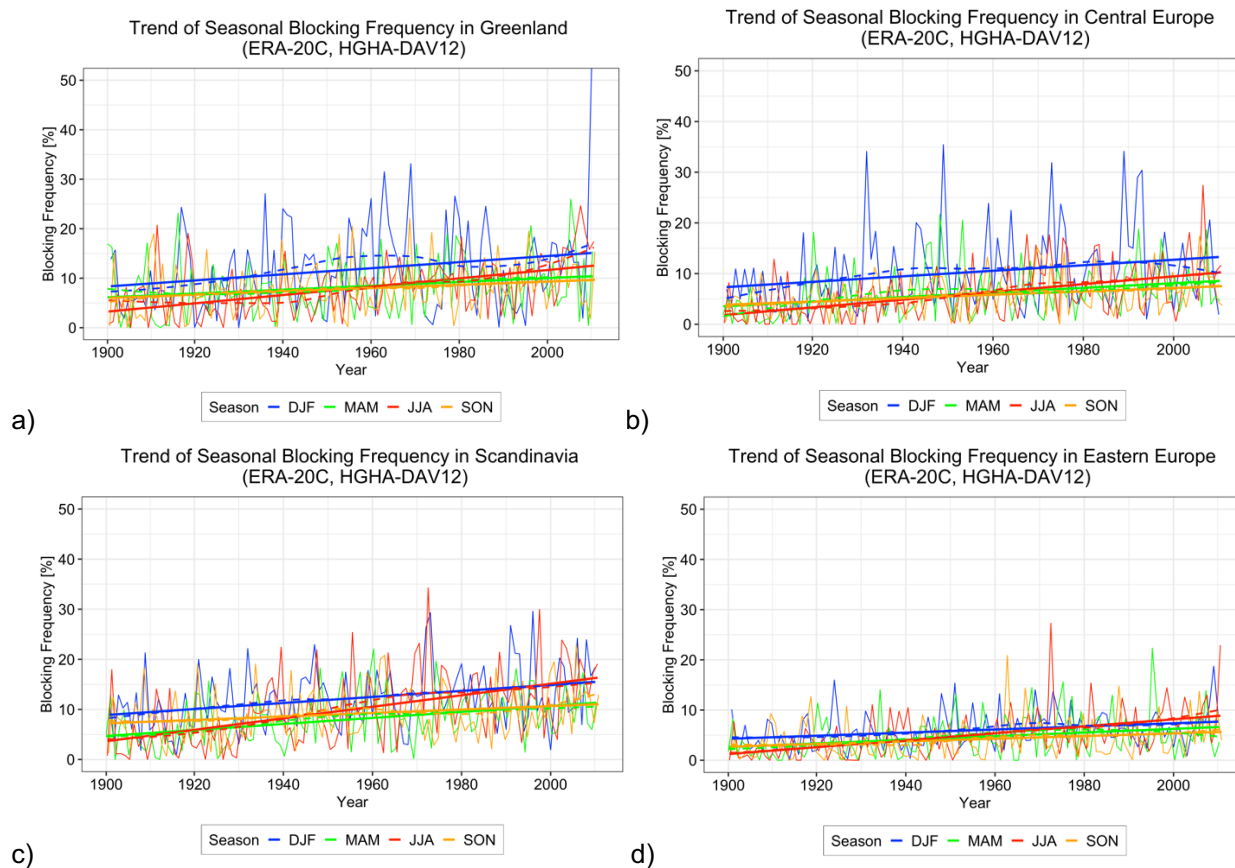 Trend of Seasonal Blocking Frequency in Greenland
(ERA-20C, HGHA-DAV12)
Blocking Frequency [%]
50
40
30
20
10
0
1900 1920 1940 1960 1980 2000
Year
Season DJF MAM JJA SON
a)
Trend of Seasonal Blocking Frequency in Central Europe
(ERA-20C, HGHA-DAV12)
Blocking Frequency [%]
50
40
30
20
10
0
1900 1920 1940 1960 1980 2000
Year
Season DJF MAM JJA SON
b)
Trend of Seasonal Blocking Frequency in Scandinavia
(ERA-20C, HGHA-DAV12)
Blocking Frequency [%]
50
40
30
20
10
0
1900 1920 1940 1960 1980 2000
Year
Season DJF MAM JJA SON
c)
Trend of Seasonal Blocking Frequency in Eastern Europe
(ERA-20C, HGHA-DAV12)
Blocking Frequency [%]
50
40
30
20
10
0
1900 1920 1940 1960 1980 2000
Year
Season DJF MAM JJA SON
d)